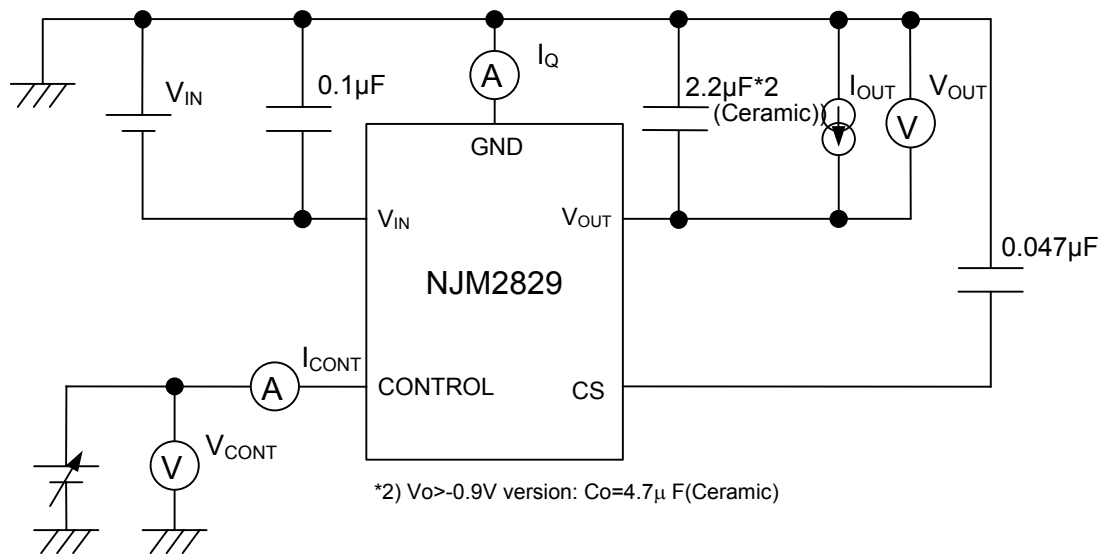 I_Q
A
V_IN
0.1µF
2.2µF*2
(Ceramic))
I_OUT
V_OUT
V
GND
V_IN
V_OUT
NJM2829
0.047µF
I_CONT
A
CONTROL
CS
V_CONT
V
*2) Vo>-0.9V version: Co=4.7µ F(Ceramic)